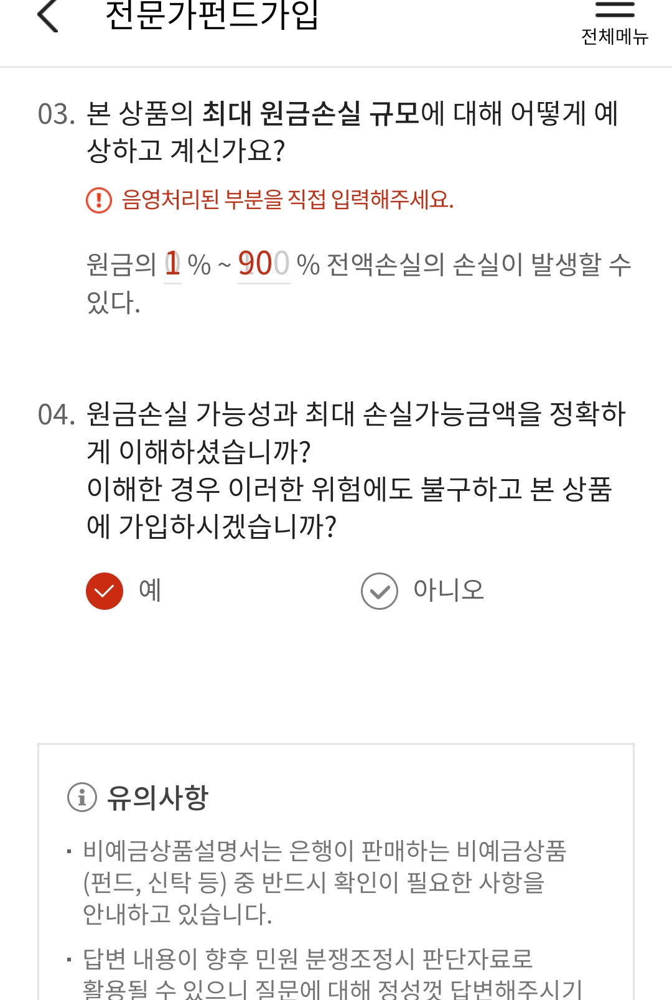 전문가펀드가입
전체메뉴
03. 본 상품의 최대 원금손실 규모에 대해 어떻게 예
상하고 계신가요?
음영처리된 부분을 직접 입력해주세요.
원금의 1 % ~ 900 % 전액손실의 손실이 발생할 수
있다.
04. 원금손실 가능성과 최대 손실가능금액을 정확하
게 이해하셨습니까?
이해한 경우 이러한 위험에도 불구하고 본 상품
에 가입하시겠습니까?
예 아니오
유의사항
· 비예금상품설명서는 은행이 판매하는 비예금상품
(펀드, 신탁 등) 중 반드시 확인이 필요한 사항을
안내하고 있습니다.
· 답변 내용이 향후 민원 분쟁조정시 판단자료로
활용될 수 있으니 질문에 대해 정성껏 답변해주시기